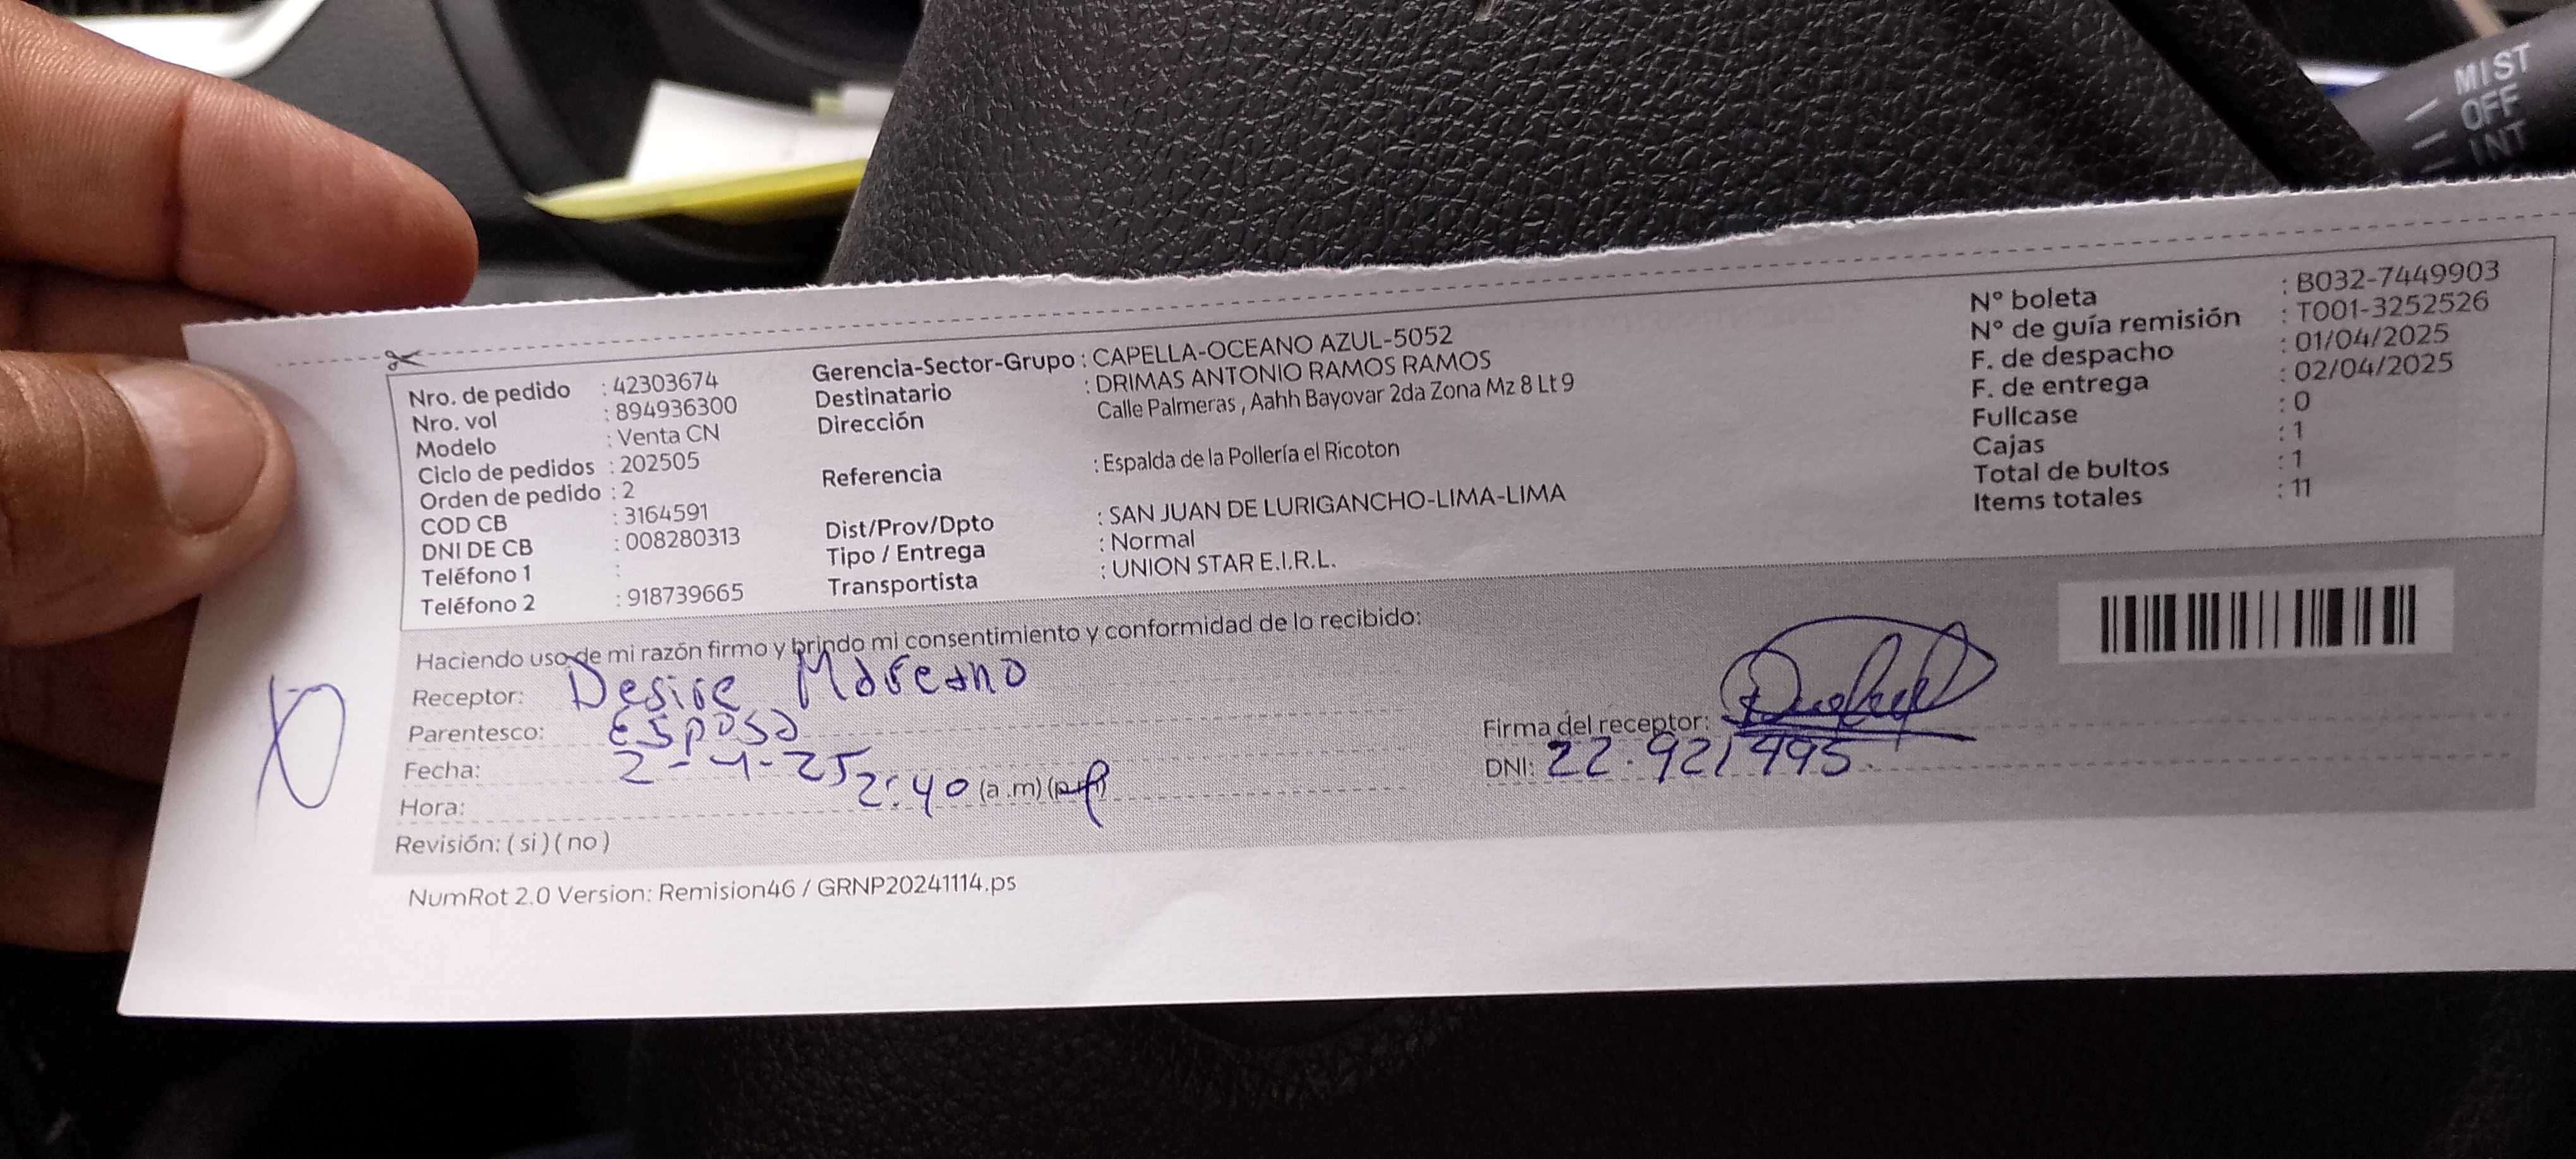 MIST
OFF
INT
Nro. de pedido : 42303674
Nro. vol : 894936300
Modelo : Venta CN
Ciclo de pedidos : 202505
Orden de pedido : 2
COD CB : 3164591
DNI DE CB : 008280313
Teléfono 1 :
Teléfono 2 : 918739665
Gerencia-Sector-Grupo : CAPELLA-OCEANO AZUL-5052
Destinatario : DRIMAS ANTONIO RAMOS RAMOS
Dirección Calle Palmeras , Aahh Bayovar 2da Zona Mz 8 Lt 9
Referencia : Espalda de la Pollería el Ricoton
Dist/Prov/Dpto : SAN JUAN DE LURIGANCHO-LIMA-LIMA
Tipo / Entrega : Normal
Transportista : UNION STAR E.I.R.L.
N° boleta : B032-7449903
N° de guía remisión : T001-3252526
F. de despacho : 01/04/2025
F. de entrega : 02/04/2025
Fullcase : 0
Cajas : 1
Total de bultos : 1
Items totales : 11
Haciendo uso de mi razón firmo y brindo mi consentimiento y conformidad de lo recibido:
Receptor: Desire Moreano
Parentesco: Esposa
Fecha: 2-4-25
Hora: 2:40 (a.m) (p.m)
Revisión: ( si ) ( no )
Firma del receptor:
DNI: 22.921995.
NumRot 2.0 Version: Remision46 / GRNP20241114.ps